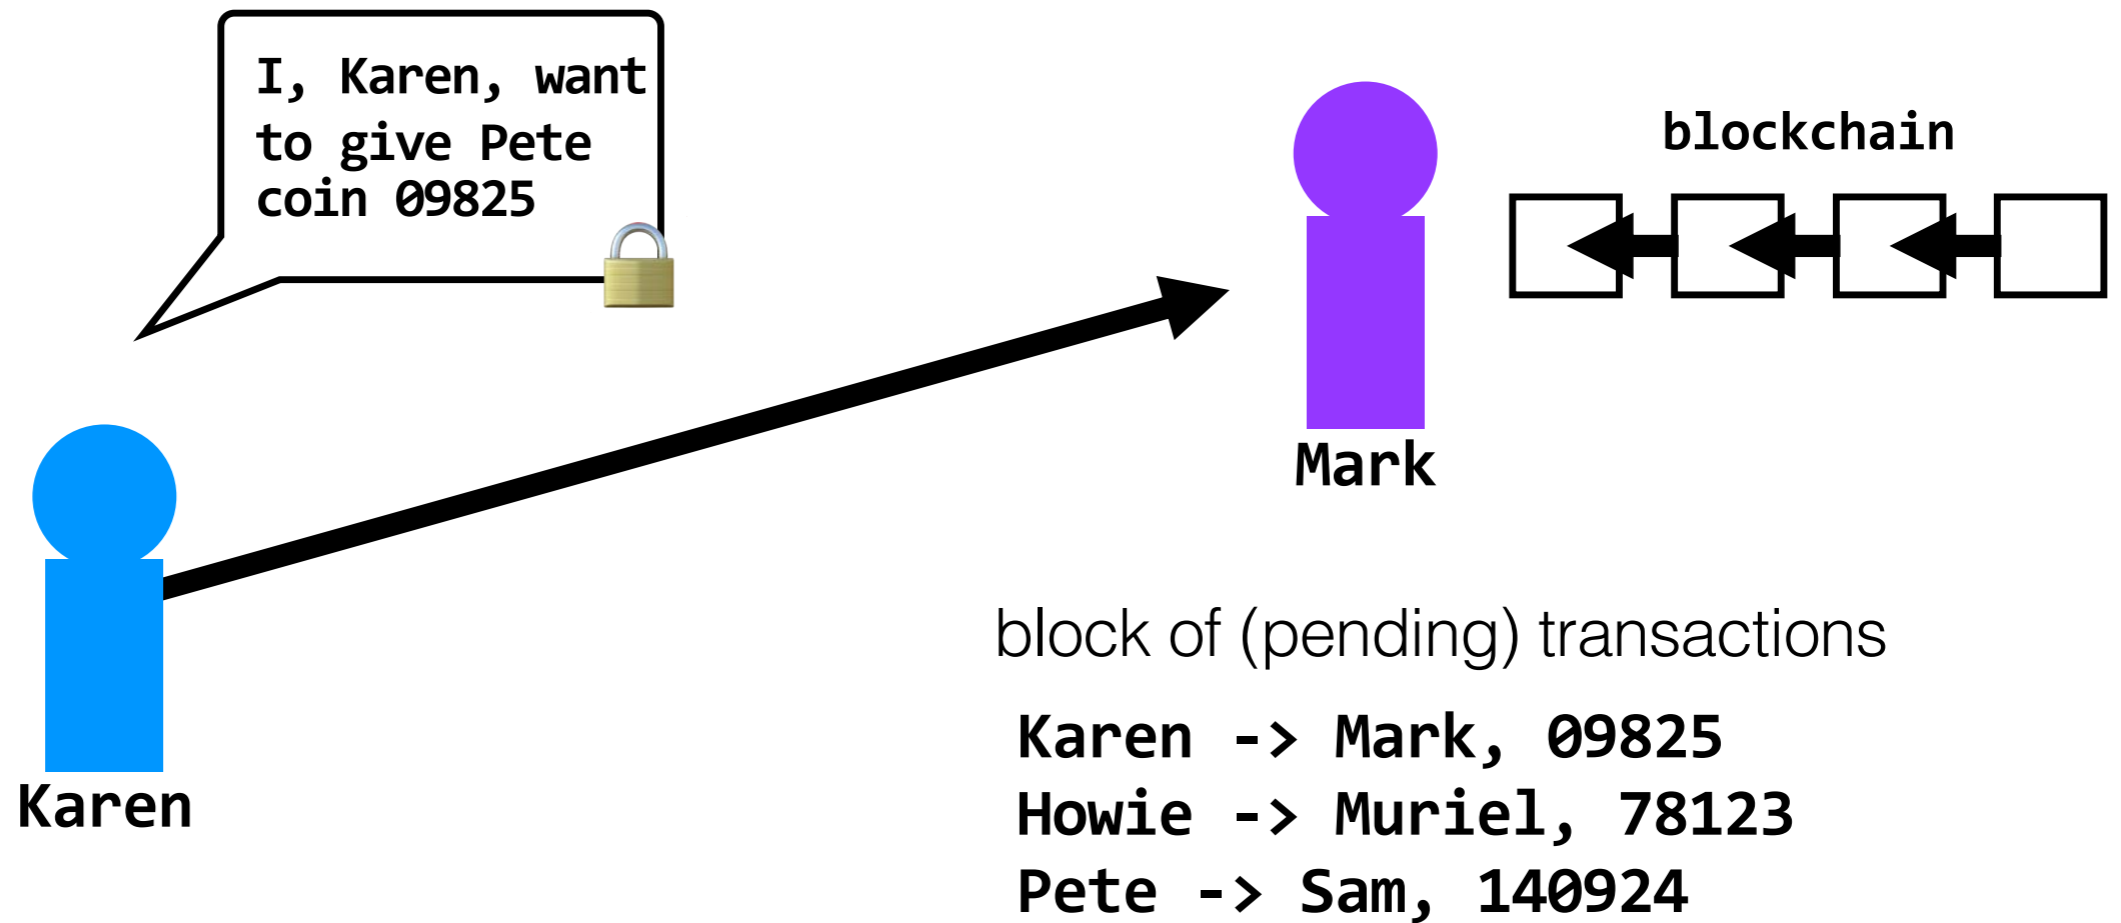 I, Karen, want
to give Pete
coin 09825
blockchain
Mark
Karen
block of (pending) transactions
Karen -> Mark, 09825
Howie -> Muriel, 78123
Pete -> Sam, 140924